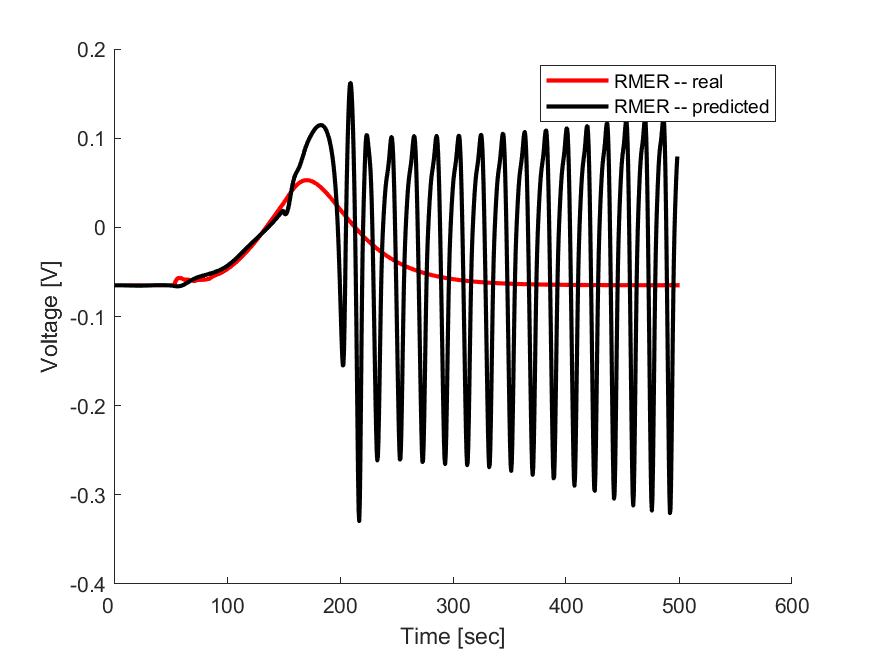 0.2
0.1
0
-0.1
-0.2
-0.3
-0.4
Voltage [V]
RMER -- real
RMER -- predicted
0 100 200 300 400 500 600
Time [sec]